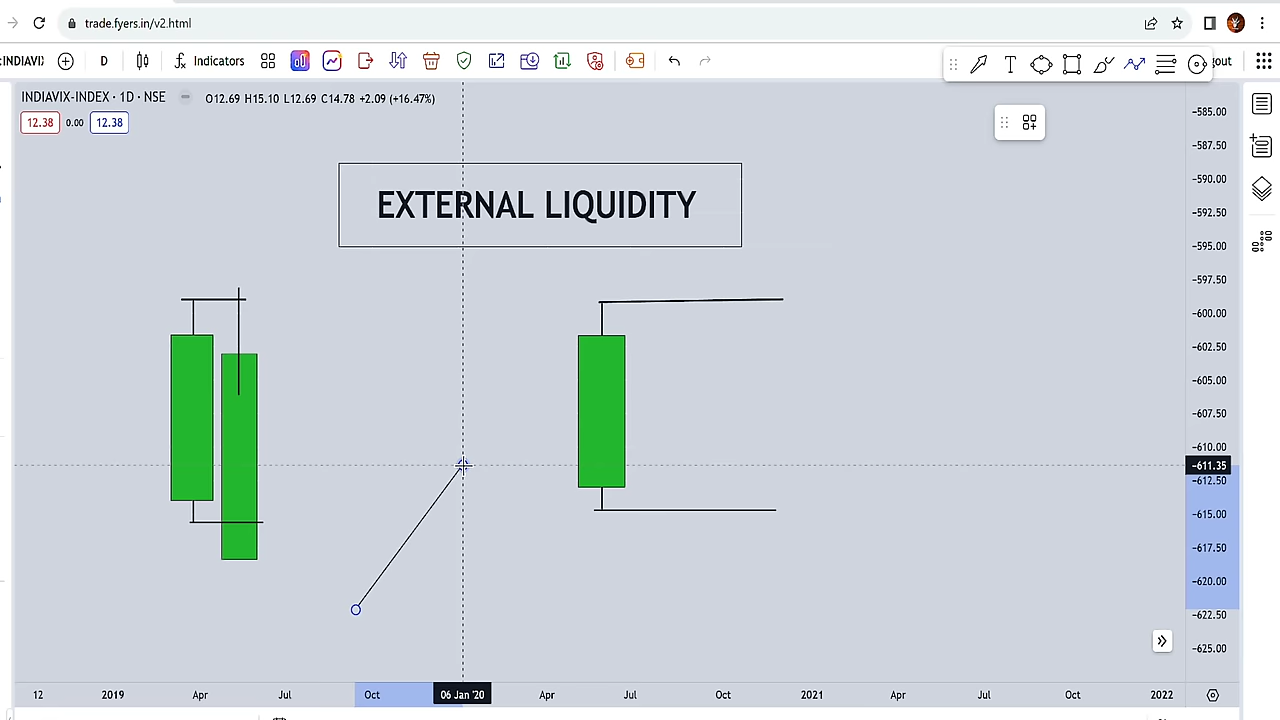 trade.fyers.in/v2.html
:INDIAVI)
D
Indicators
gout
INDIAVIX-INDEX · 1D · NSE
O12.69 H15.10 L12.69 C14.78 +2.09 (+16.47%)
12.38 0.00 12.38
EXTERNAL LIQUIDITY
-585.00
-587.50
-590.00
-592.50
-595.00
-597.50
-600.00
-602.50
-605.00
-607.50
-610.00
-611.35
-612.50
-615.00
-617.50
-620.00
-622.50
-625.00
12 2019 Apr Jul Oct 06 Jan '20 Apr Jul Oct 2021 Apr Jul Oct 2022